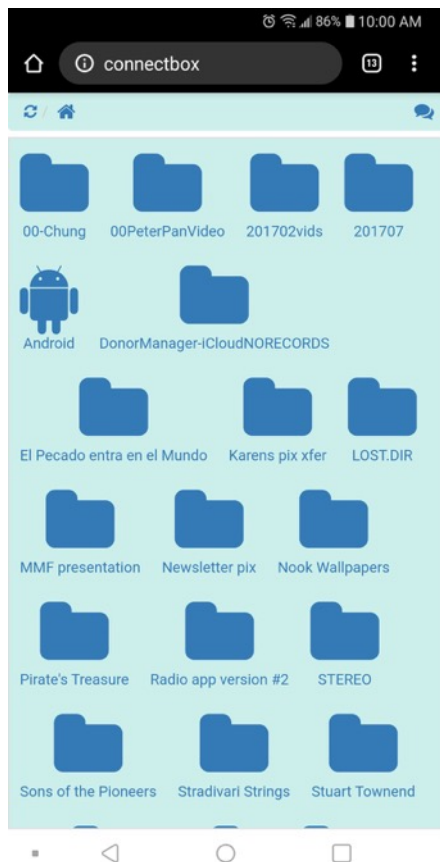 86% 10:00 AM
connectbox 13
/
00-Chung 00PeterPanVideo 201702vids 201707
Android DonorManager-iCloudNORECORDS
El Pecado entra en el Mundo Karens pix xfer LOST.DIR
MMF presentation Newsletter pix Nook Wallpapers
Pirate's Treasure Radio app version #2 STEREO
Sons of the Pioneers Stradivari Strings Stuart Townend